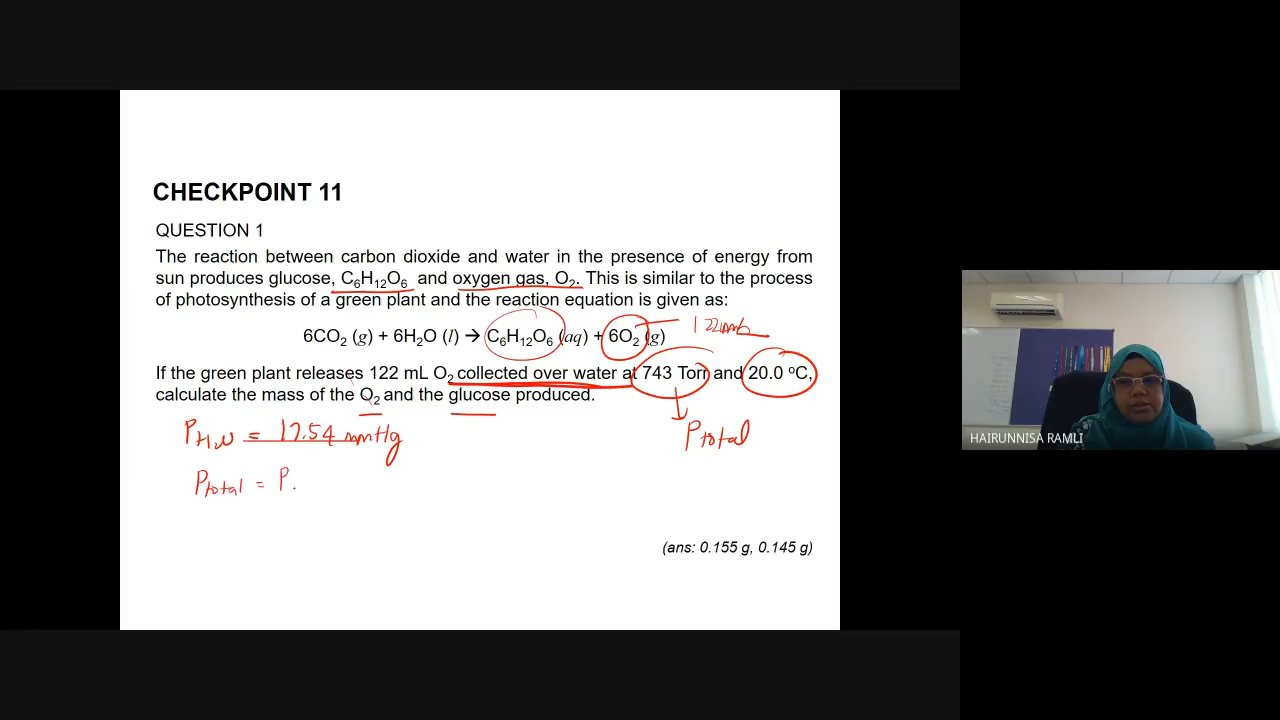 CHECKPOINT 11
QUESTION 1
The reaction between carbon dioxide and water in the presence of energy from
sun produces glucose, C6H12O6 and oxygen gas, O2. This is similar to the process
of photosynthesis of a green plant and the reaction equation is given as:
6CO2 (g) + 6H2O (l) → C6H12O6 (aq) + 6O2 (g)
122mL
If the green plant releases 122 mL O2 collected over water at 743 Torr and 20.0 °C,
calculate the mass of the O2 and the glucose produced.
PH2O = 17.54 mmHg
Ptotal
Ptotal = P.
(ans: 0.155 g, 0.145 g)
HAIRUNNISA RAMLI